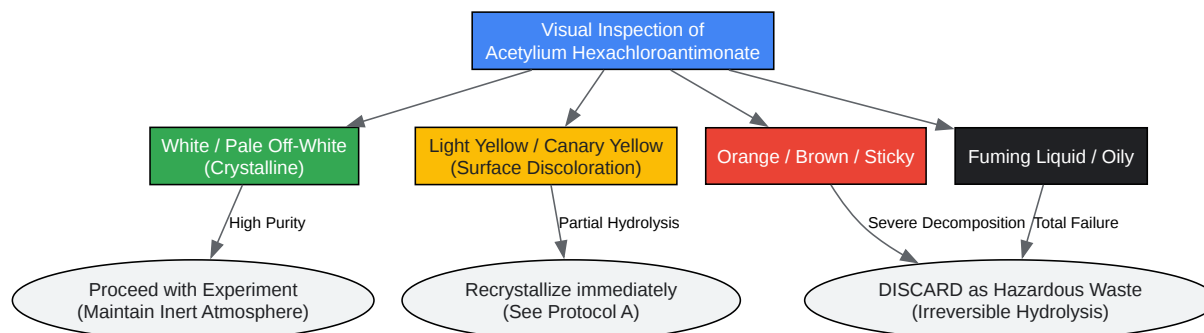 Visual Inspection of
Acetylium Hexachloroantimonate
White / Pale Off-White
(Crystalline)
Light Yellow / Canary Yellow
(Surface Discoloration)
Orange / Brown / Sticky
Fuming Liquid / Oily
High Purity
Partial Hydrolysis
Severe Decomposition
Total Failure
Proceed with Experiment
(Maintain Inert Atmosphere)
Recrystallize immediately
(See Protocol A)
DISCARD as Hazardous Waste
(Irreversible Hydrolysis)